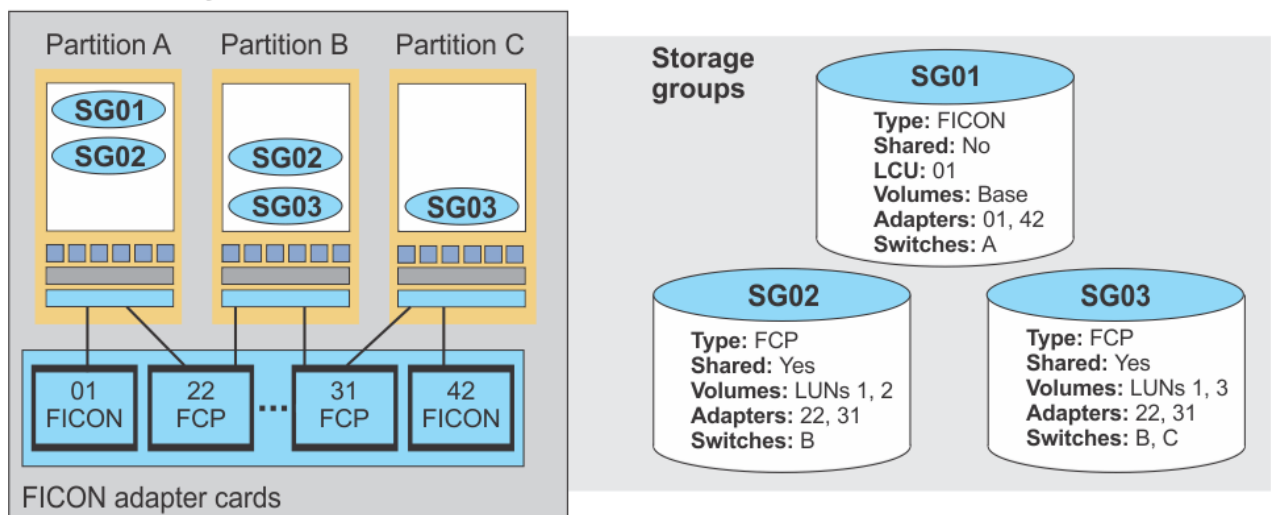 Partition A
Partition B
Partition C
SG01
SG02
SG02
SG03
SG03
01
FICON
22
FCP
...
31
FCP
42
FICON
FICON adapter cards
Storage
groups
SG01
Type: FICON
Shared: No
LCU: 01
Volumes: Base
Adapters: 01, 42
Switches: A
SG02
Type: FCP
Shared: Yes
Volumes: LUNs 1, 2
Adapters: 22, 31
Switches: B
SG03
Type: FCP
Shared: Yes
Volumes: LUNs 1, 3
Adapters: 22, 31
Switches: B, C